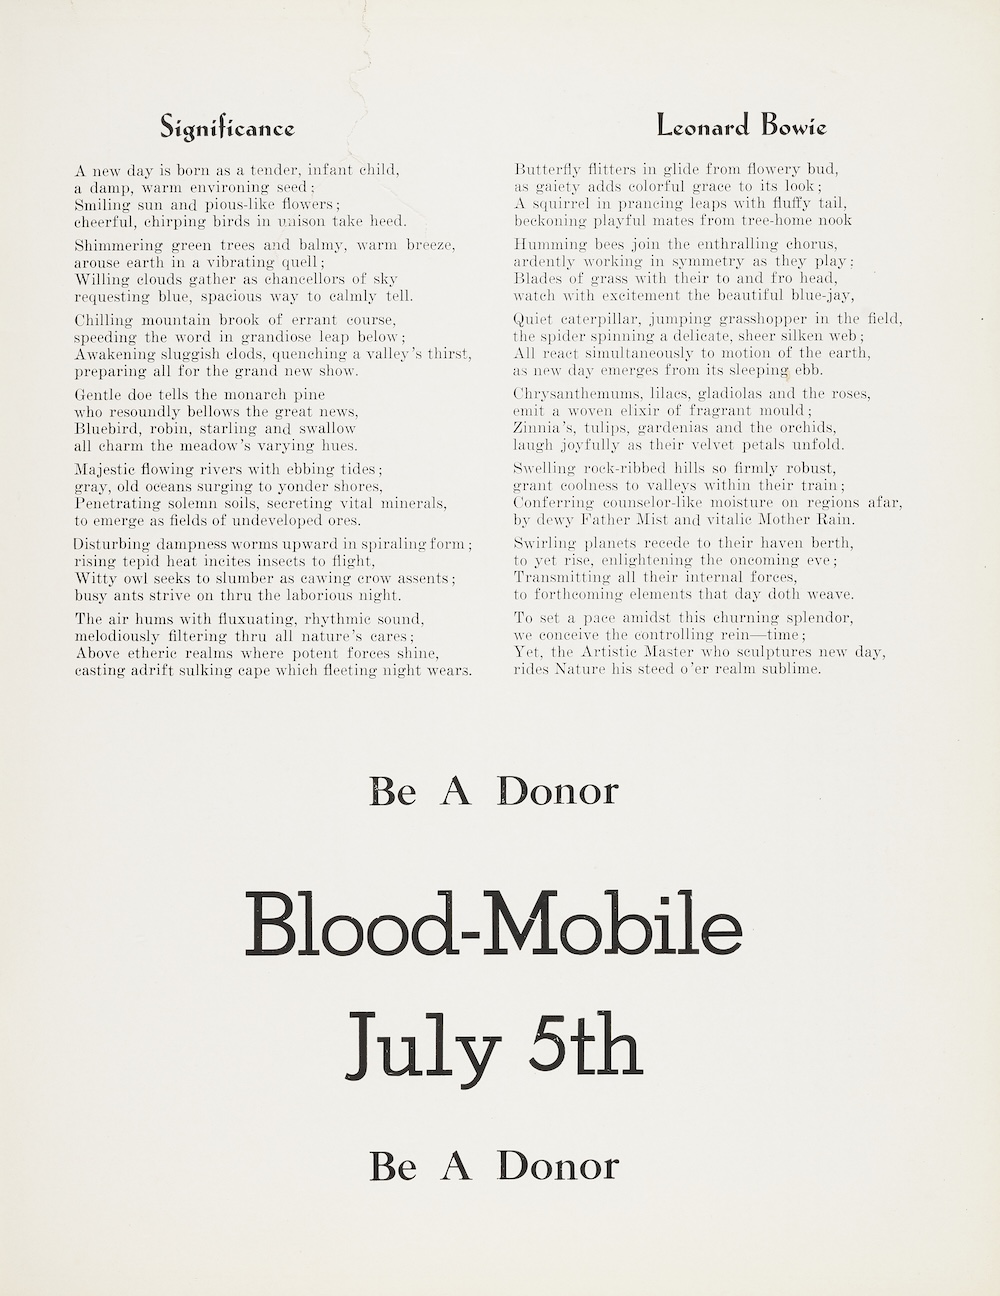 Significance
A new day is born as a tender, infant child,
a damp, warm environing seed;
Smiling sun and pious-like flowers;
cheerful, chirping birds in unison take heed.
Shimmering green trees and balmy, warm breeze,
arouse earth in a vibrating quell;
Willing clouds gather as chancellors of sky
requesting blue, spacious way to calmly tell.
Chilling mountain brook of errant course,
speeding the word in grandiose leap below;
Awakening sluggish clods, quenching a valley's thirst,
preparing all for the grand new show.
Gentle doe tells the monarch pine
who resoundly bellows the great news,
Bluebird, robin, starling and swallow
all charm the meadow's varying hues.
Majestic flowing rivers with ebbing tides;
gray, old oceans surging to yonder shores,
Penetrating solemn soils, secreting vital minerals,
to emerge as fields of undeveloped ores.
Disturbing dampness worms upward in spiraling form;
rising tepid heat incites insects to flight,
Witty owl seeks to slumber as cawing crow assents;
busy ants strive on thru the laborious night.
The air hums with fluxuating, rhythmic sound,
melodiously filtering thru all nature's cares;
Above etheric realms where potent forces shine,
casting adrift sulking cape which fleeting night wears.
Leonard Bowie
Butterfly flitters in glide from flowery bud,
as gaiety adds colorful grace to its look;
A squirrel in prancing leaps with fluffy tail,
beckoning playful mates from tree-home nook
Humming bees join the enthralling chorus,
ardently working in symmetry as they play;
Blades of grass with their to and fro head,
watch with excitement the beautiful blue-jay,
Quiet caterpillar, jumping grasshopper in the field,
the spider spinning a delicate, sheer silken web;
All react simultaneously to motion of the earth,
as new day emerges from its sleeping ebb.
Chrysanthemums, lilacs, gladiolas and the roses,
emit a woven elixir of fragrant mould;
Zinnia's, tulips, gardenias and the orchids,
laugh joyfully as their velvet petals unfold.
Swelling rock-ribbed hills so firmly robust,
grant coolness to valleys within their train;
Conferring counselor-like moisture on regions afar,
by dewy Father Mist and vitalic Mother Rain.
Swirling planets recede to their haven berth,
to yet rise, enlightening the oncoming eve;
Transmitting all their internal forces,
to forthcoming elements that day doth weave.
To set a pace amidst this churning splendor,
we conceive the controlling rein—time;
Yet, the Artistic Master who sculptures new day,
rides Nature his steed o'er realm sublime.
Be A Donor
Blood-Mobile
July 5th
Be A Donor